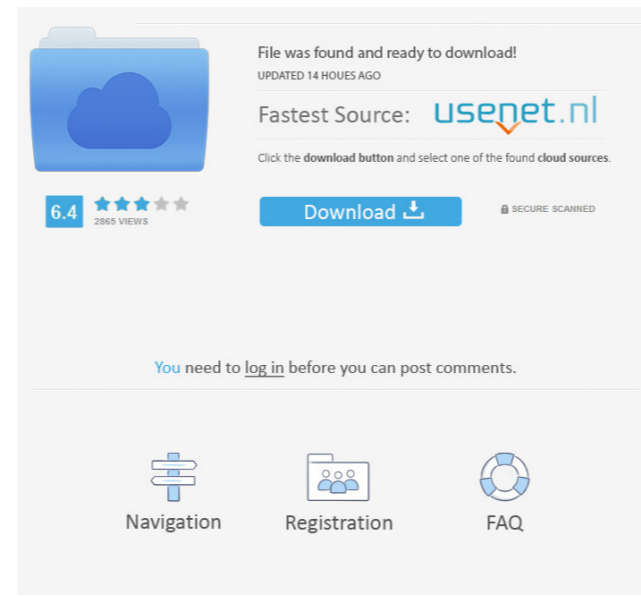 File was found and ready to download!
UPDATED 14 HOUES AGO
Fastest Source: usenet.nl
Click the download button and select one of the found cloud sources.
6.4
2865 VIEWS
Download
SECURE SCANNED
You need to log in before you can post comments.
Navigation
Registration
FAQ